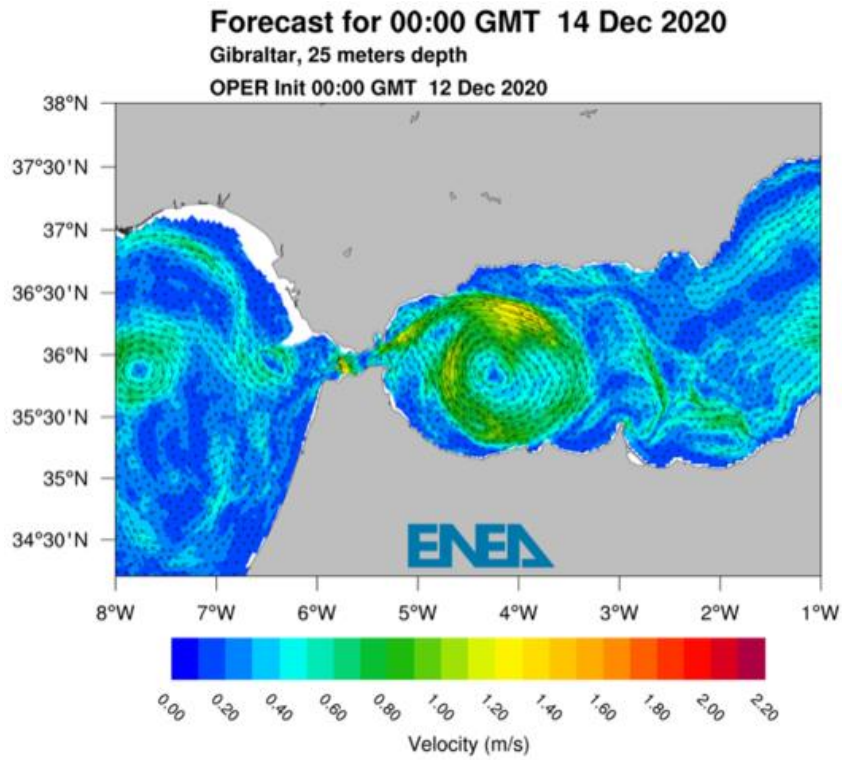 Forecast for 00:00 GMT 14 Dec 2020
Gibraltar, 25 meters depth
OPER Init 00:00 GMT 12 Dec 2020
38°N
37°30'N
37°N
36°30'N
36°N
35°30'N
35°N
34°30'N
ENEA
8°W 7°W 6°W 5°W 4°W 3°W 2°W 1°W
0.00 0.20 0.40 0.60 0.80 1.00 1.20 1.40 1.60 1.80 2.00 2.20
Velocity (m/s)